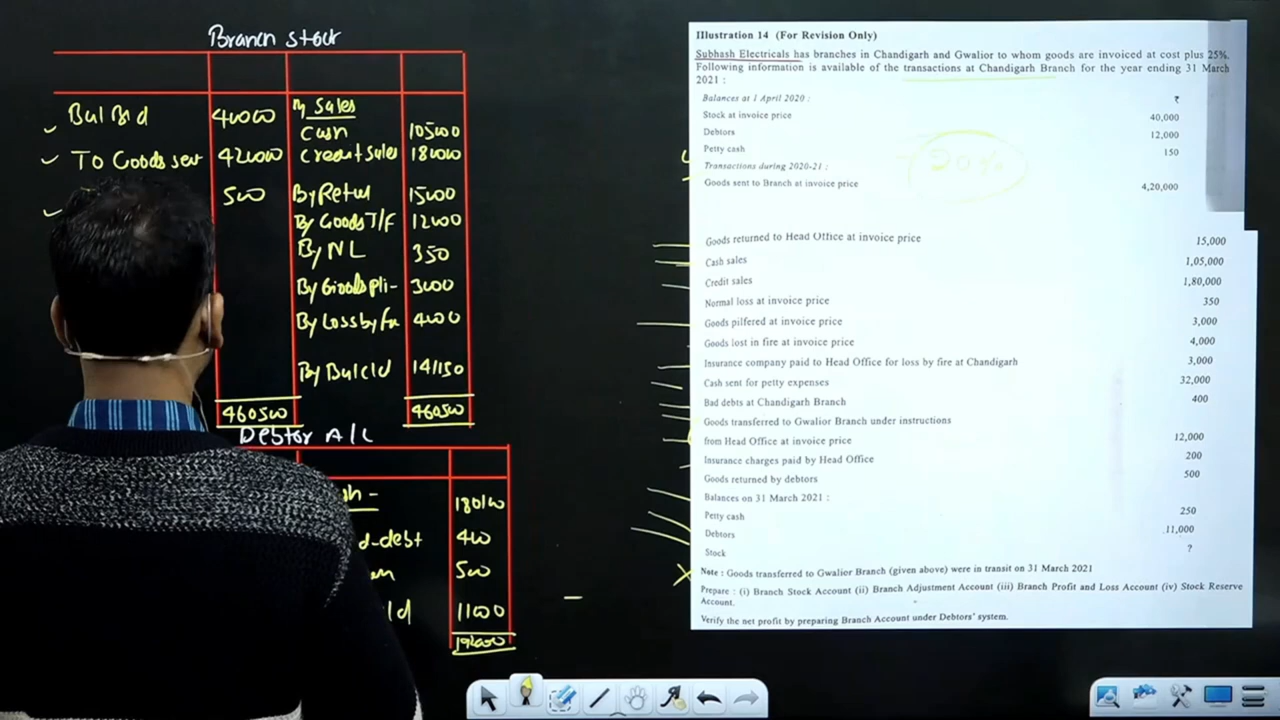 Branch stock
Bal B/d 40000 By Sales
Cash 105000
To Goods sent 420000 Credit Sales 180000
500 By Return 15000
By Goods T/F 12000
By NL 350
By Goods pil- 3000
By Loss by 4000
By Bal c/d 141150
460500 460500
Debtor A/c
180100
400
500
11000
192000
20%
Illustration 14 (For Revision Only)
Subhash Electricals has branches in Chandigarh and Gwalior to whom goods are invoiced at cost plus 25%.
Following information is available of the transactions at Chandigarh Branch for the year ending 31 March
2021 :
Balances at 1 April 2020 : ₹
Stock at invoice price 40,000
Debtors 12,000
Petty cash 150
Transactions during 2020-21 :
Goods sent to Branch at invoice price 4,20,000
Goods returned to Head Office at invoice price 15,000
Cash sales 1,05,000
Credit sales 1,80,000
Normal loss at invoice price 350
Goods pilfered at invoice price 3,000
Goods lost in fire at invoice price 4,000
Insurance company paid to Head Office for loss by fire at Chandigarh 3,000
Cash sent for petty expenses 32,000
Bad debts at Chandigarh Branch 400
Goods transferred to Gwalior Branch under instructions
from Head Office at invoice price 12,000
Insurance charges paid by Head Office 200
Goods returned by debtors 500
Balances on 31 March 2021 :
Petty cash 250
Debtors 11,000
Stock ?
Note : Goods transferred to Gwalior Branch (given above) were in transit on 31 March 2021
Prepare : (i) Branch Stock Account (ii) Branch Adjustment Account (iii) Branch Profit and Loss Account (iv) Stock Reserve
Account.
Verify the net profit by preparing Branch Account under Debtors' system.